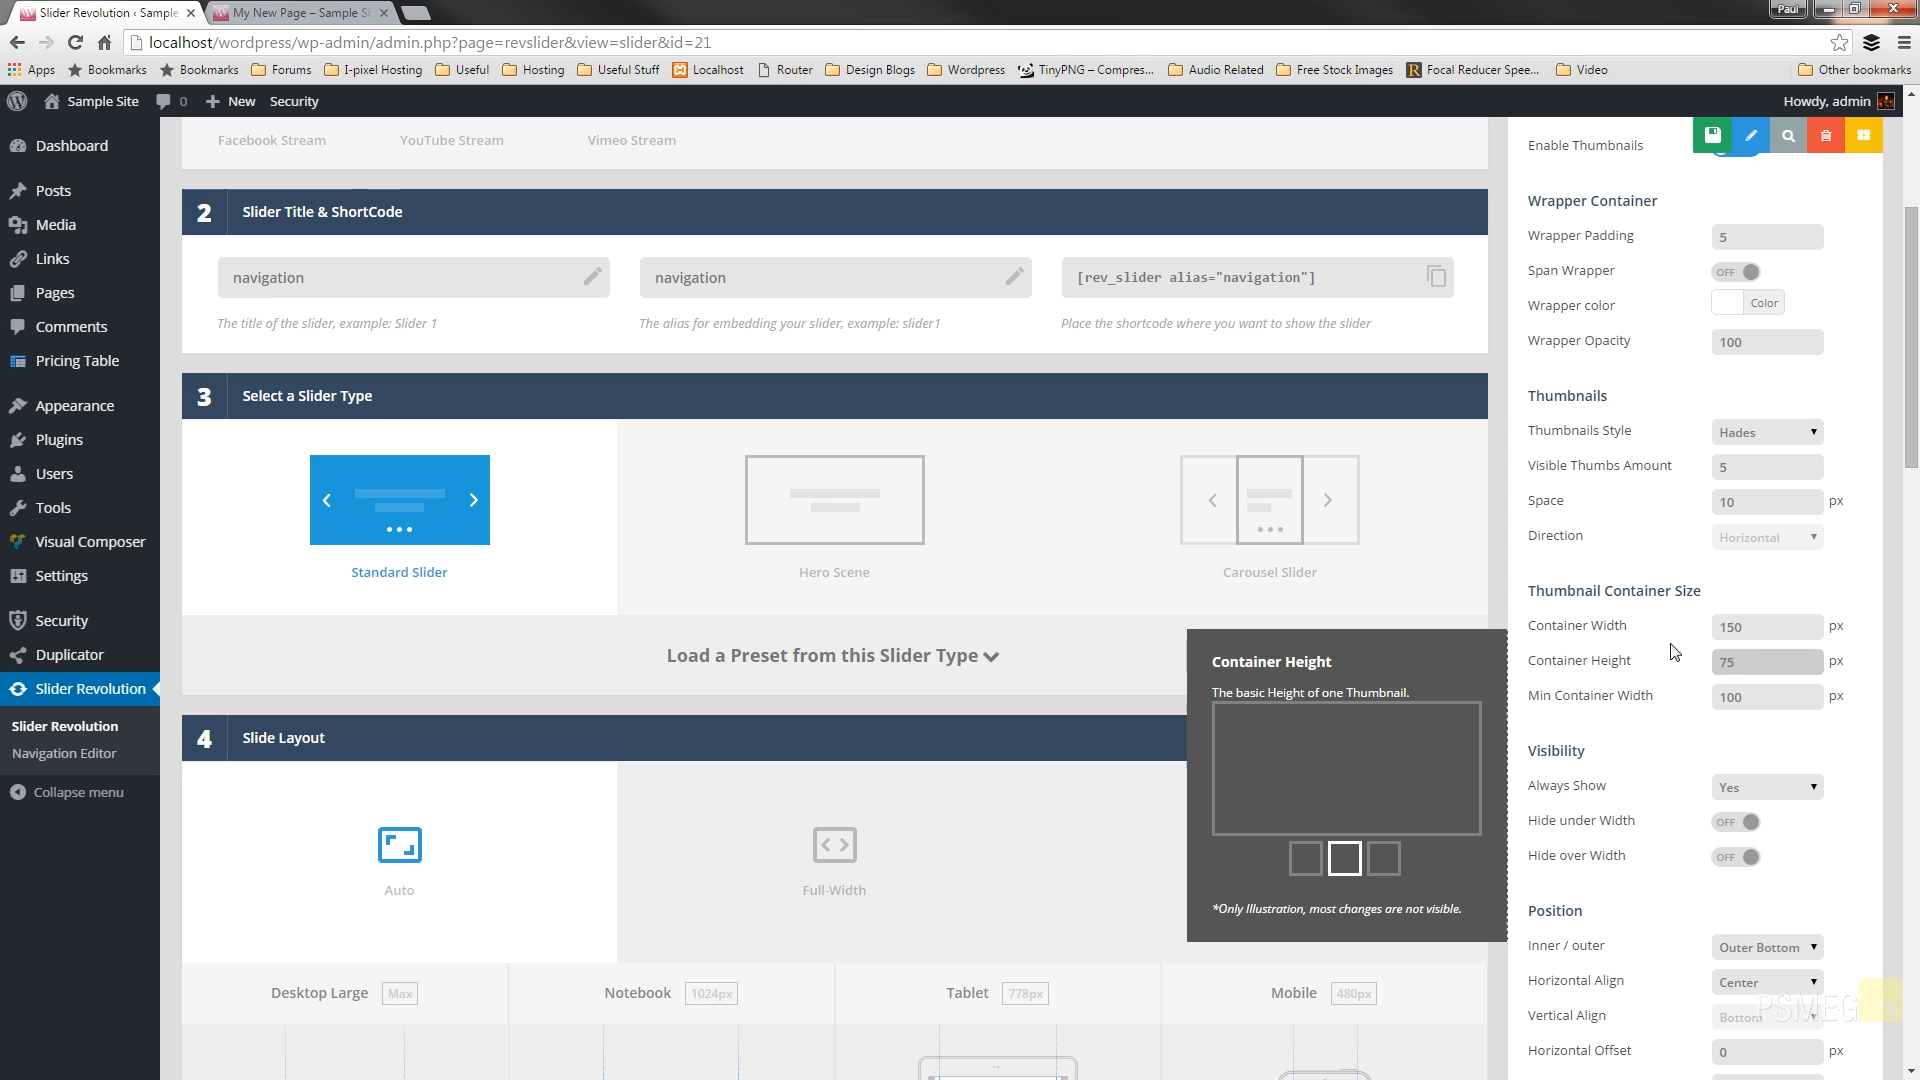 Slider Revolution ‹ Sample
My New Page – Sample Si
Paul
localhost/wordpress/wp-admin/admin.php?page=revslider&view=slider&id=21
Apps
Bookmarks
Bookmarks
Forums
I-pixel Hosting
Useful
Hosting
Useful Stuff
Localhost
Router
Design Blogs
Wordpress
TinyPNG – Compres...
Audio Related
Free Stock Images
Focal Reducer Spee...
Video
Other bookmarks
Sample Site
0
New
Security
Howdy, admin
Dashboard
Posts
Media
Links
Pages
Comments
Pricing Table
Appearance
Plugins
Users
Tools
Visual Composer
Settings
Security
Duplicator
Slider Revolution
Slider Revolution
Navigation Editor
Collapse menu
Facebook Stream
YouTube Stream
Vimeo Stream
2 Slider Title & ShortCode
navigation
navigation
[rev_slider alias="navigation"]
The title of the slider, example: Slider 1
The alias for embedding your slider, example: slider1
Place the shortcode where you want to show the slider
3 Select a Slider Type
Standard Slider
Hero Scene
Carousel Slider
Load a Preset from this Slider Type
4 Slide Layout
Auto
Full-Width
Desktop Large Max
Notebook 1024px
Tablet 778px
Mobile 480px
Container Height
The basic Height of one Thumbnail.
*Only Illustration, most changes are not visible.
Enable Thumbnails
Wrapper Container
Wrapper Padding 5
Span Wrapper OFF
Wrapper color Color
Wrapper Opacity 100
Thumbnails
Thumbnails Style Hades
Visible Thumbs Amount 5
Space 10 px
Direction Horizontal
Thumbnail Container Size
Container Width 150 px
Container Height 75 px
Min Container Width 100 px
Visibility
Always Show Yes
Hide under Width OFF
Hide over Width OFF
Position
Inner / outer Outer Bottom
Horizontal Align Center
Vertical Align Bottom
Horizontal Offset 0 px
PSMEG